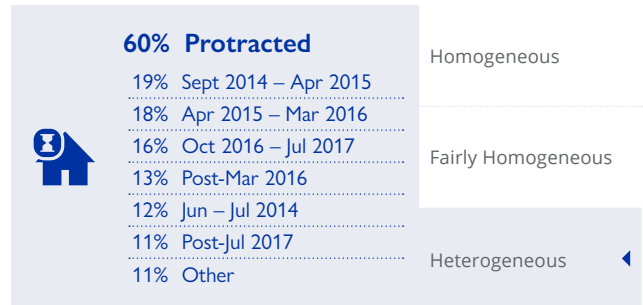 60% Protracted
19% Sept 2014 – Apr 2015
18% Apr 2015 – Mar 2016
16% Oct 2016 – Jul 2017
13% Post-Mar 2016
12% Jun – Jul 2014
11% Post-Jul 2017
11% Other
Homogeneous
Fairly Homogeneous
Heterogeneous